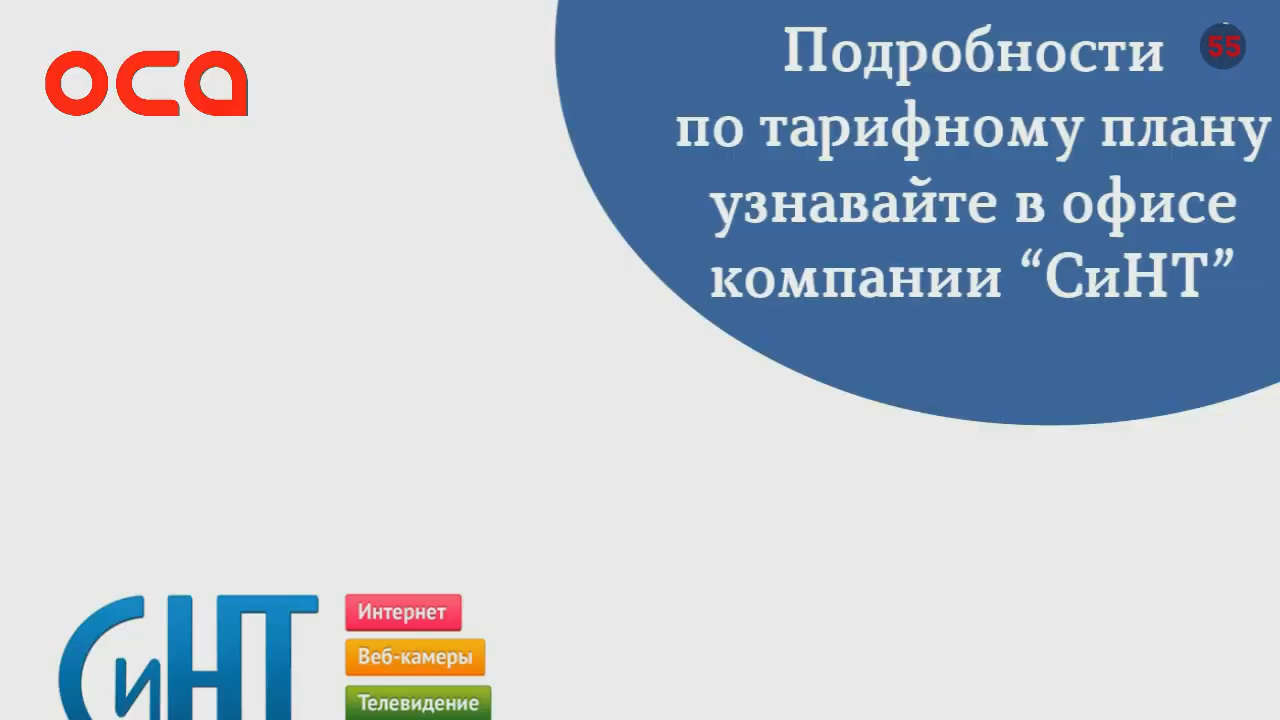 оса
Подробности
55
по тарифному плану
узнавайте в офисе
компании “СиНТ”
СиНТ
Интернет
Веб-камеры
Телевидение